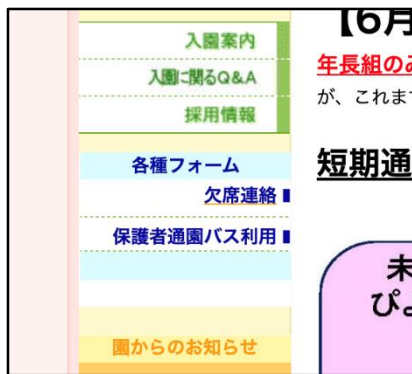 入園案内
入園に関るQ&A
採用情報
各種フォーム
欠席連絡
保護者通園バス利用
園からのお知らせ
【6月
年長組のみ
が、これまで
短期通
未
ぴよ